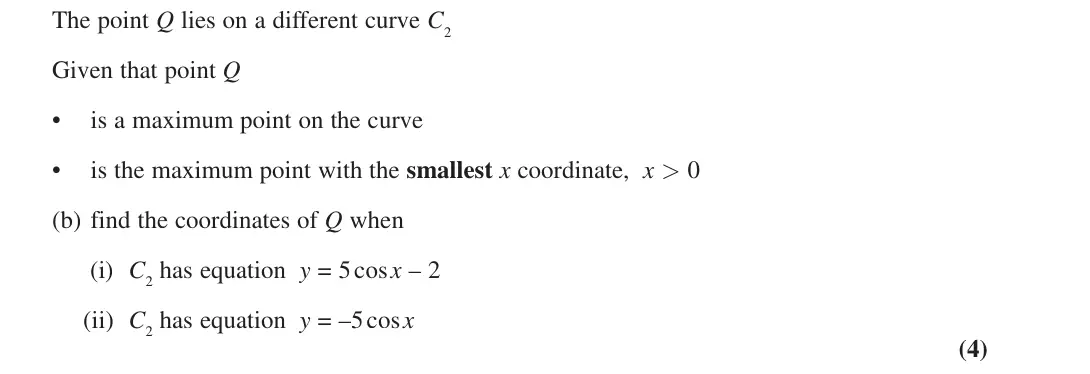 The point Q lies on a different curve C₂
Given that point Q
• is a maximum point on the curve
• is the maximum point with the smallest x coordinate, x > 0
(b) find the coordinates of Q when
(i) C₂ has equation y = 5cosx – 2
(ii) C₂ has equation y = –5cosx
(4)